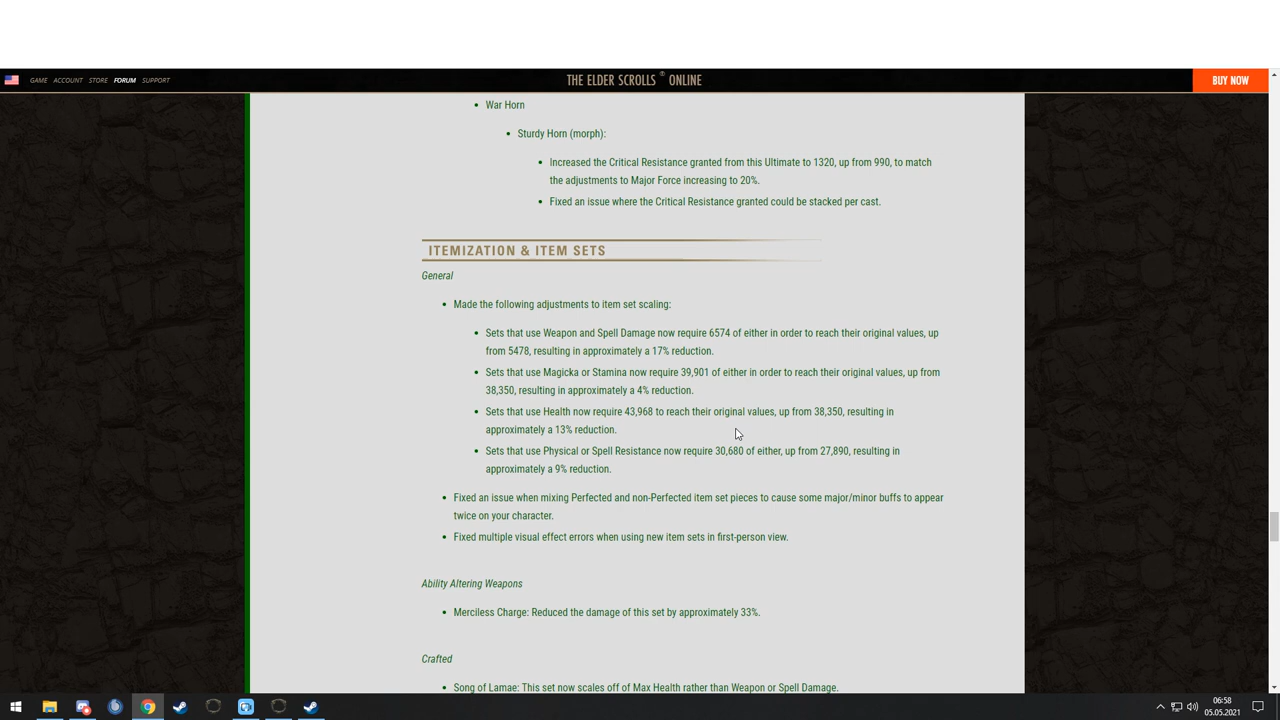 GAME ACCOUNT STORE FORUM SUPPORT
THE ELDER SCROLLS ® ONLINE
BUY NOW
• War Horn
• Sturdy Horn (morph):
• Increased the Critical Resistance granted from this Ultimate to 1320, up from 990, to match
the adjustments to Major Force increasing to 20%.
• Fixed an issue where the Critical Resistance granted could be stacked per cast.
ITEMIZATION & ITEM SETS
General
• Made the following adjustments to item set scaling:
• Sets that use Weapon and Spell Damage now require 6574 of either in order to reach their original values, up
from 5478, resulting in approximately a 17% reduction.
• Sets that use Magicka or Stamina now require 39,901 of either in order to reach their original values, up from
38,350, resulting in approximately a 4% reduction.
• Sets that use Health now require 43,968 to reach their original values, up from 38,350, resulting in
approximately a 13% reduction.
• Sets that use Physical or Spell Resistance now require 30,680 of either, up from 27,890, resulting in
approximately a 9% reduction.
• Fixed an issue when mixing Perfected and non-Perfected item set pieces to cause some major/minor buffs to appear
twice on your character.
• Fixed multiple visual effect errors when using new item sets in first-person view.
Ability Altering Weapons
• Merciless Charge: Reduced the damage of this set by approximately 33%.
Crafted
• Song of Lamae: This set now scales off of Max Health rather than Weapon or Spell Damage.
06:58
05.05.2021